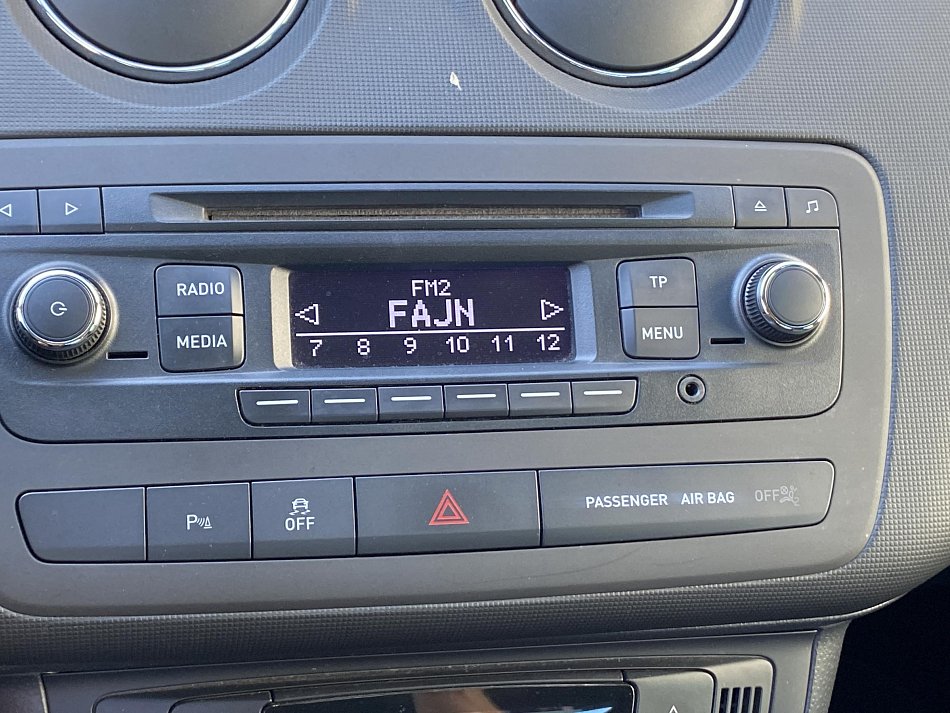 RADIO
MEDIA
FM2
FAJN
7 8 9 10 11 12
TP
MENU
P
OFF
PASSENGER AIR BAG OFF